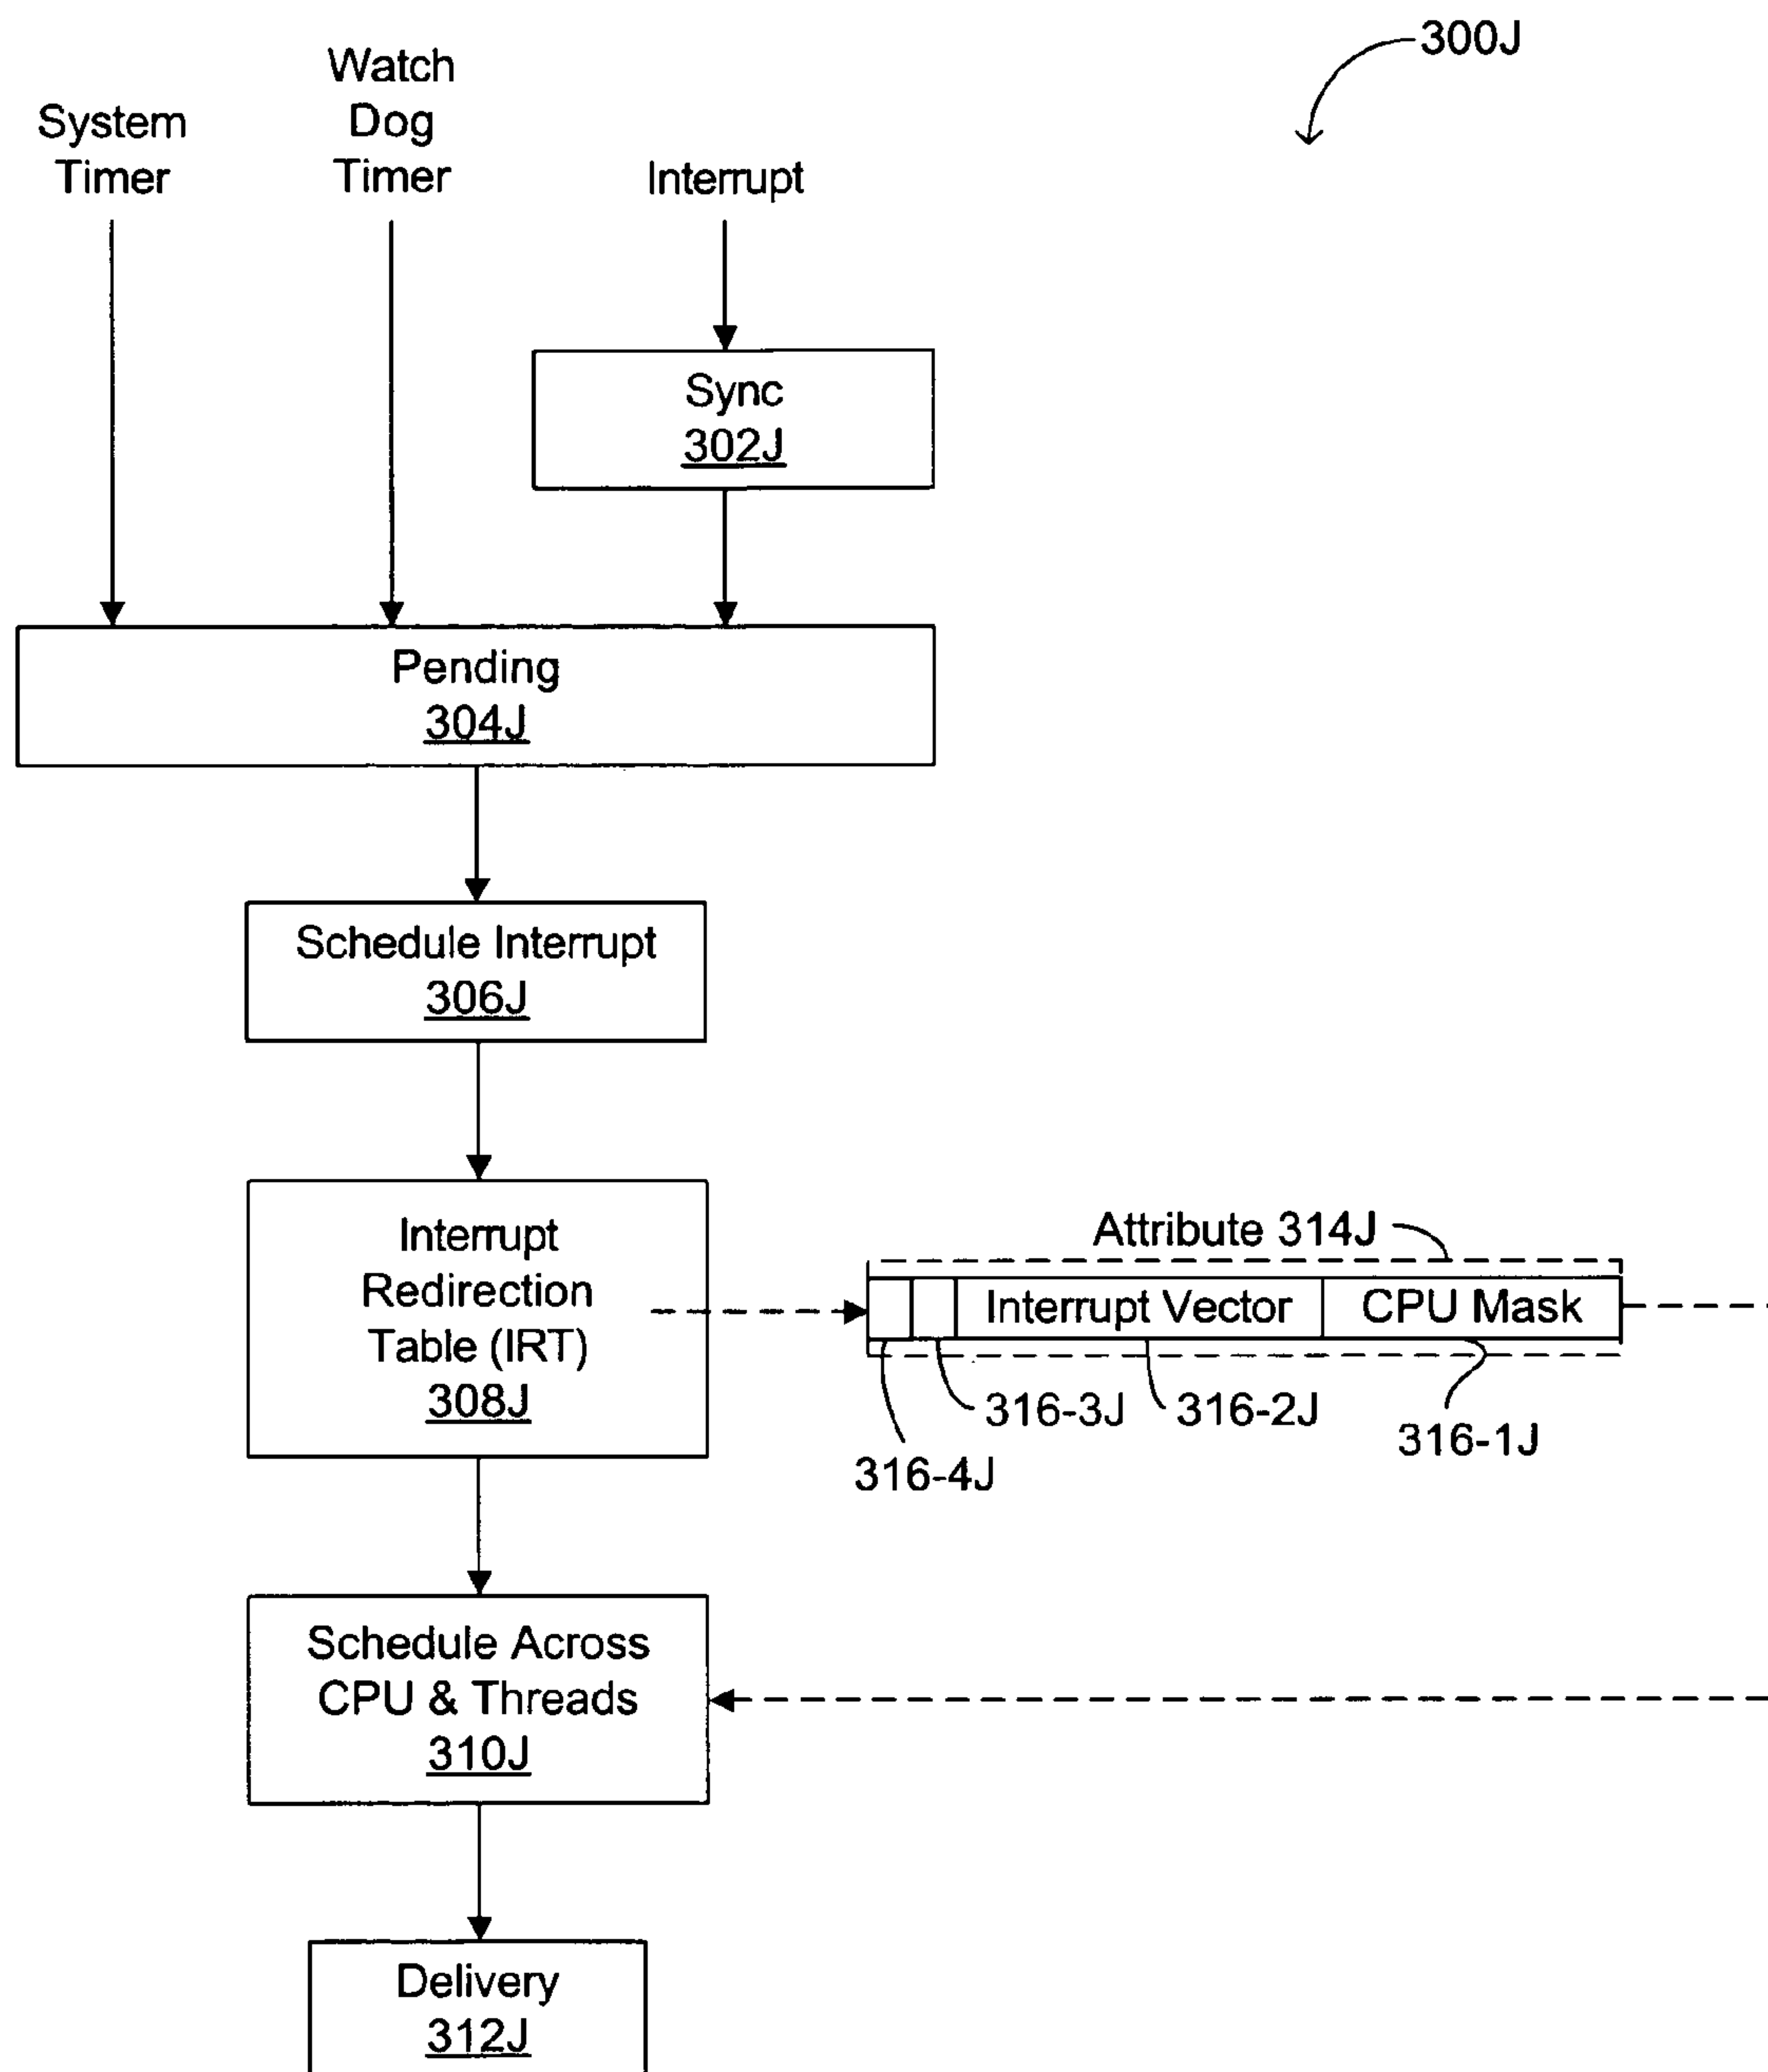 300J
System
Timer
Watch
Dog
Timer
Interrupt
Sync
302J
Pending
304J
Schedule Interrupt
306J
Interrupt
Redirection
Table (IRT)
308J
Attribute 314J
Interrupt Vector
CPU Mask
316-4J
316-3J
316-2J
316-1J
Schedule Across
CPU & Threads
310J
Delivery
312J